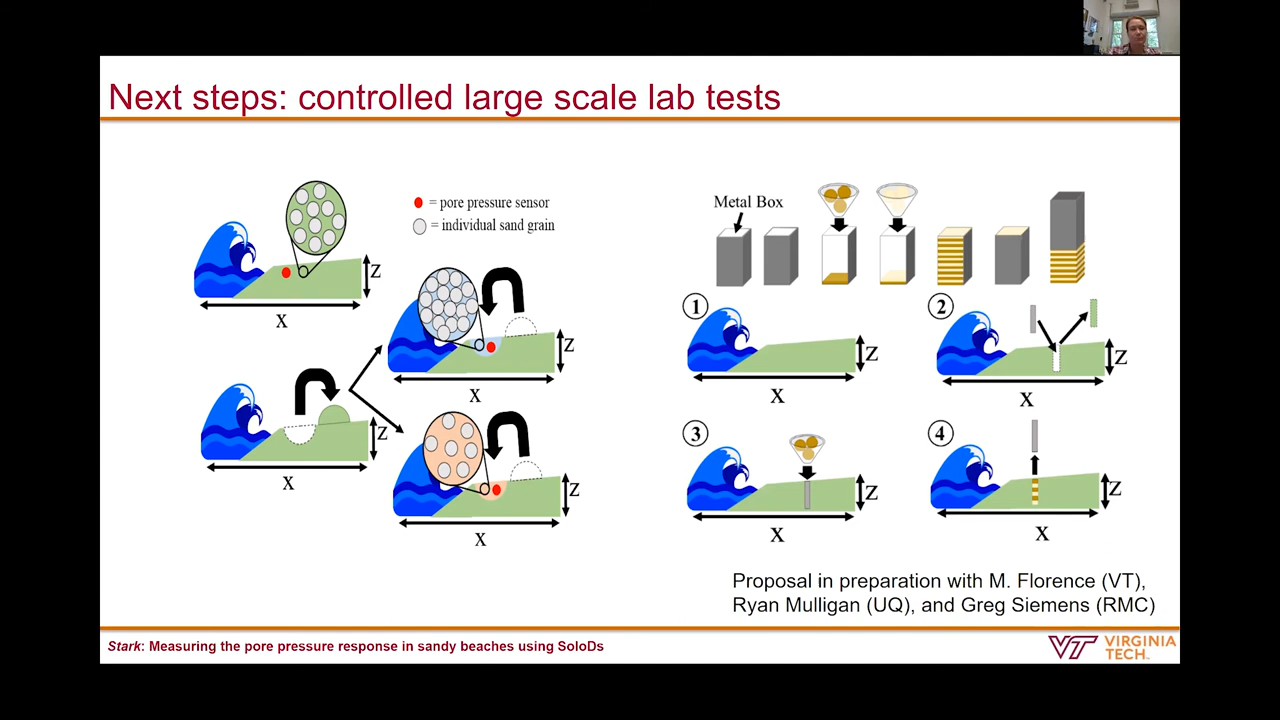 Next steps: controlled large scale lab tests
= pore pressure sensor
= individual sand grain
Z
X
Z
X
Z
X
Z
X
Metal Box
1
Z
X
2
Z
X
3
Z
X
4
Z
X
Proposal in preparation with M. Florence (VT),
Ryan Mulligan (UQ), and Greg Siemens (RMC)
Stark: Measuring the pore pressure response in sandy beaches using SoloDs
VT VIRGINIA
TECH